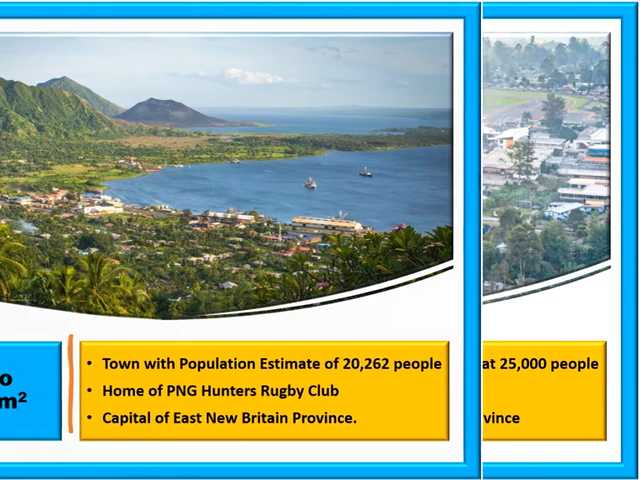 o
m²
• Town with Population Estimate of 20,262 people
• Home of PNG Hunters Rugby Club
• Capital of East New Britain Province.
at 25,000 people
vince